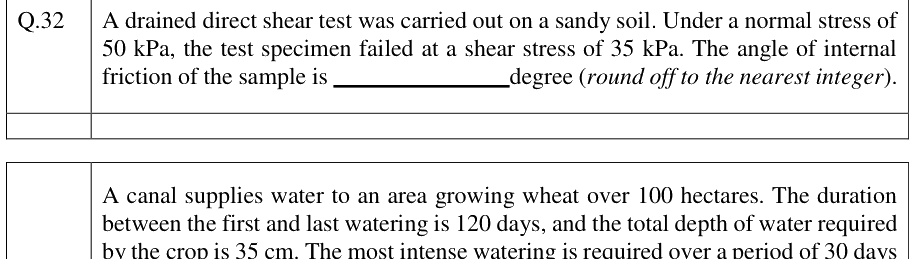 Q.32 A drained direct shear test was carried out on a sandy soil. Under a normal stress of
50 kPa, the test specimen failed at a shear stress of 35 kPa. The angle of internal
friction of the sample is ________________degree (round off to the nearest integer).
A canal supplies water to an area growing wheat over 100 hectares. The duration
between the first and last watering is 120 days, and the total depth of water required
by the crop is 35 cm. The most intense watering is required over a period of 30 days